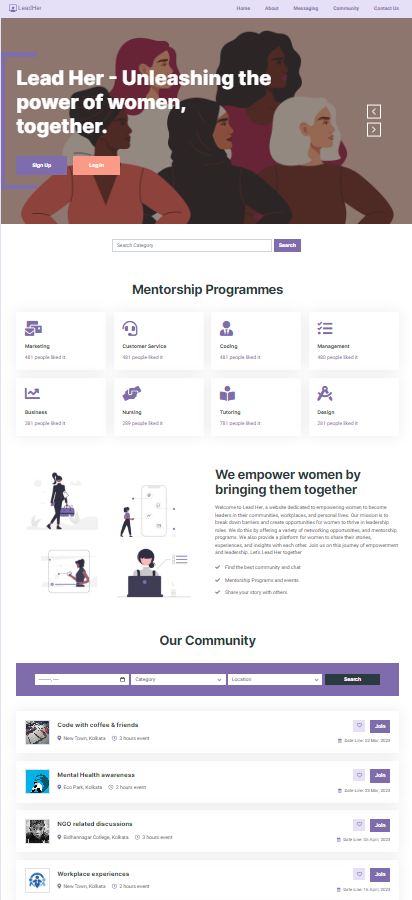 LeadHer
Home About Messaging Community Contact Us
Lead Her - Unleashing the
power of women,
together.
Sign Up Log In
Search Category Search
Mentorship Programmes
Marketing Customer Service Coding Management
481 people liked it 481 people liked it 481 people liked it 480 people liked it
Business Nursing Tutoring Design
381 people liked it 289 people liked it 781 people liked it 381 people liked it
We empower women by
bringing them together
Welcome to Lead Her, a website dedicated to empowering women to become
leaders in their communities, workplaces, and personal lives. Our mission is to
break down barriers and create opportunities for women to thrive in leadership
roles. We do this by offering a variety of networking opportunities, and mentorship
programs. We also provide a platform for women to share their stories,
experiences, and insights with each other. Join us on this journey of empowerment
and leadership. Let's Lead Her together
Find the best community and chat
Mentorship Programs and events
Share your story with others
Our Community
Category Location Search
Code with coffee & friends Join
New Town, Kolkata 3 hours event Date Line: 03 Mar, 2023
Mental Health awareness Join
Eco Park, Kolkata 2 hours event Date Line: 23 Mar, 2023
NGO related discussions Join
Bidhannagar College, Kolkata 3 hours event Date Line: 05 April, 2023
Workplace experiences Join
New Town, Kolkata 2 hours event Date Line: 16 April, 2023